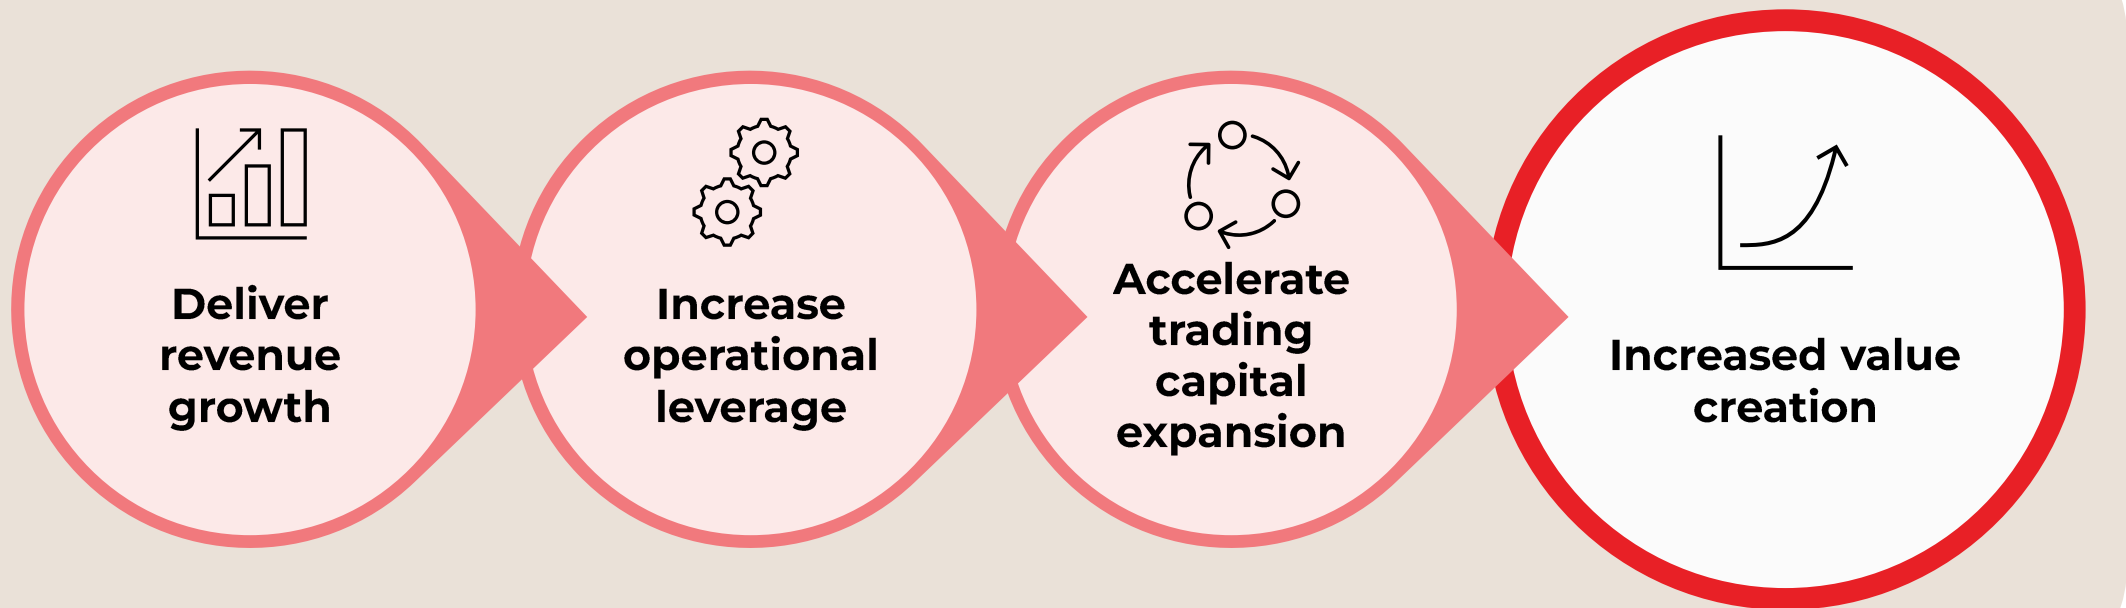 Deliver
revenue
growth
Increase
operational
leverage
Accelerate
trading
capital
expansion
Increased value
creation